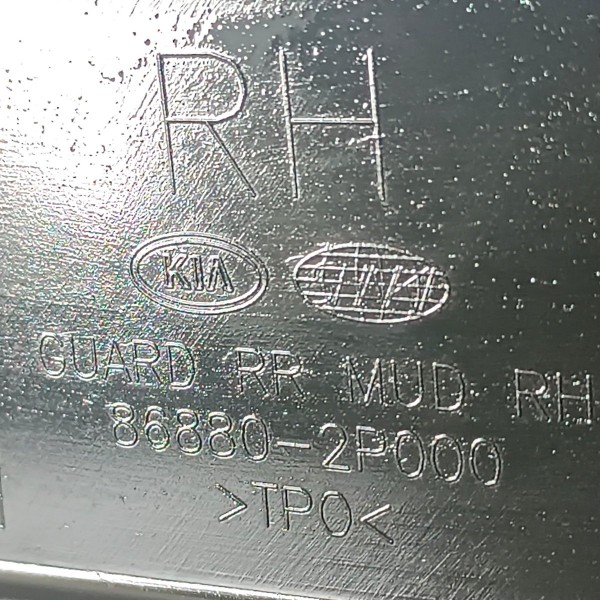 RH
KIA
GUARD RR MUD RH
86880-2P000
>TPO<